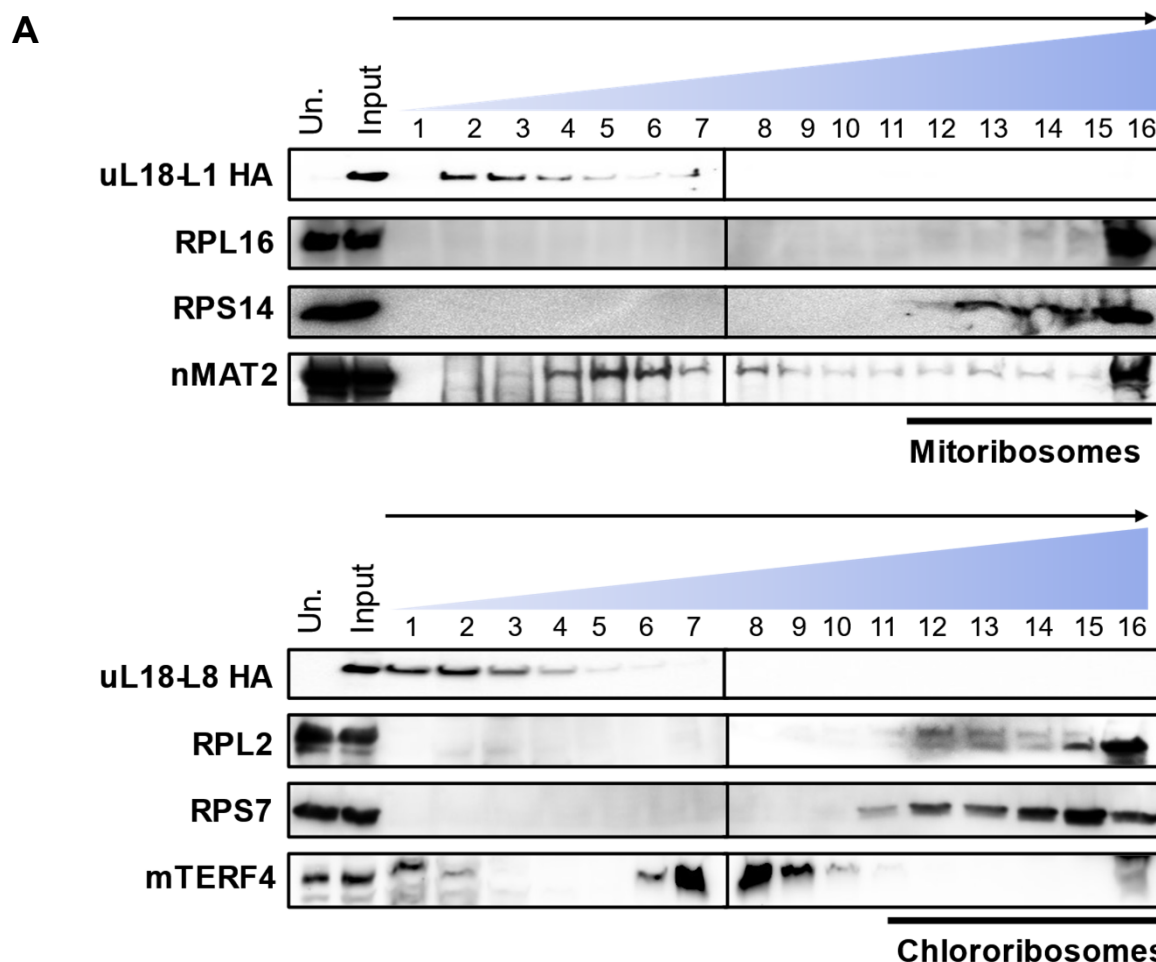 A
Un. Input 1 2 3 4 5 6 7 8 9 10 11 12 13 14 15 16
uL18-L1 HA
RPL16
RPS14
nMAT2
Mitoribosomes
Un. Input 1 2 3 4 5 6 7 8 9 10 11 12 13 14 15 16
uL18-L8 HA
RPL2
RPS7
mTERF4
Chlororibosomes